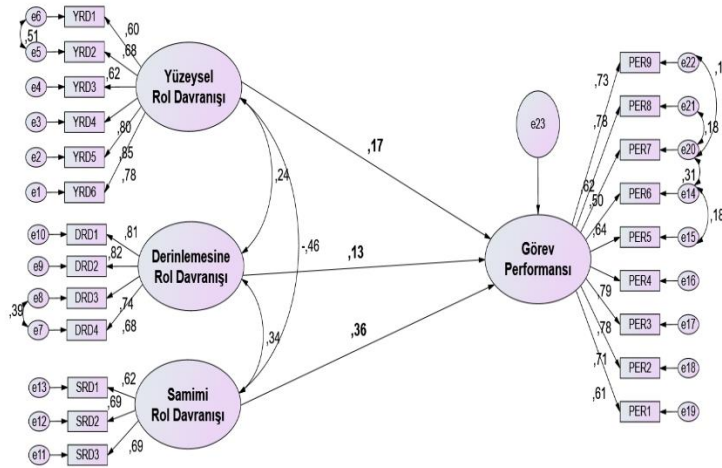 e6
YRD1
,60
,51
e5
YRD2
,68
e4
YRD3
,62
e3
YRD4
,80
e2
YRD5
,85
e1
YRD6
,78
Yüzeysel
Rol Davranışı
e10
DRD1
,81
e9
DRD2
,82
e8
DRD3
,74
,39
e7
DRD4
,68
Derinlemesine
Rol Davranışı
e13
SRD1
,62
e12
SRD2
,69
e11
SRD3
,69
Samimi
Rol Davranışı
,24
-,46
,34
,17
,13
,36
e23
Görev
Performansı
,73
PER9
e22
,78
PER8
e21
,18
,62
PER7
e20
,31
,50
PER6
e14
,64
PER5
e15
,18
PER4
e16
,79
PER3
e17
,78
PER2
e18
,71
PER1
e19
,61